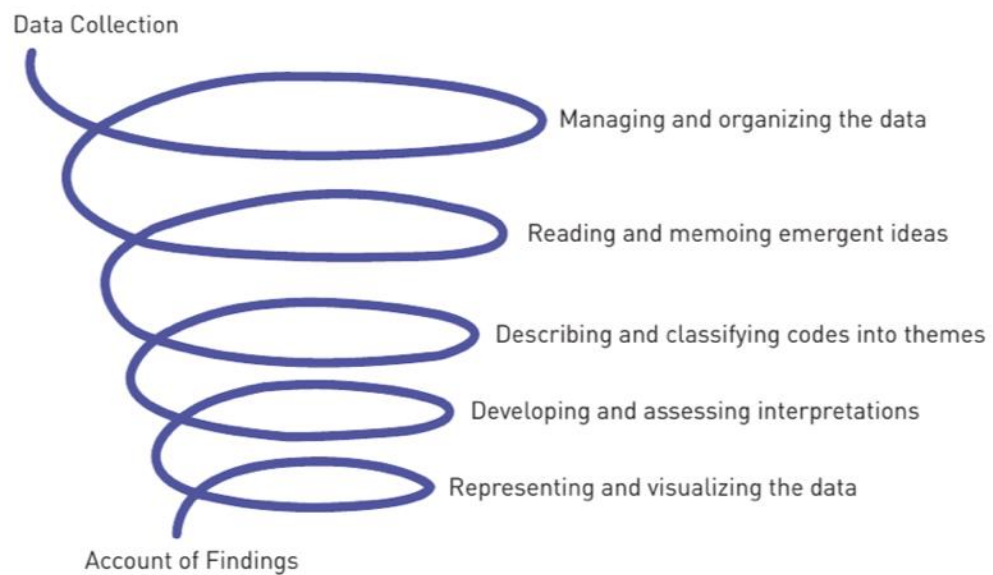 Data Collection
Managing and organizing the data
Reading and memoing emergent ideas
Describing and classifying codes into themes
Developing and assessing interpretations
Representing and visualizing the data
Account of Findings